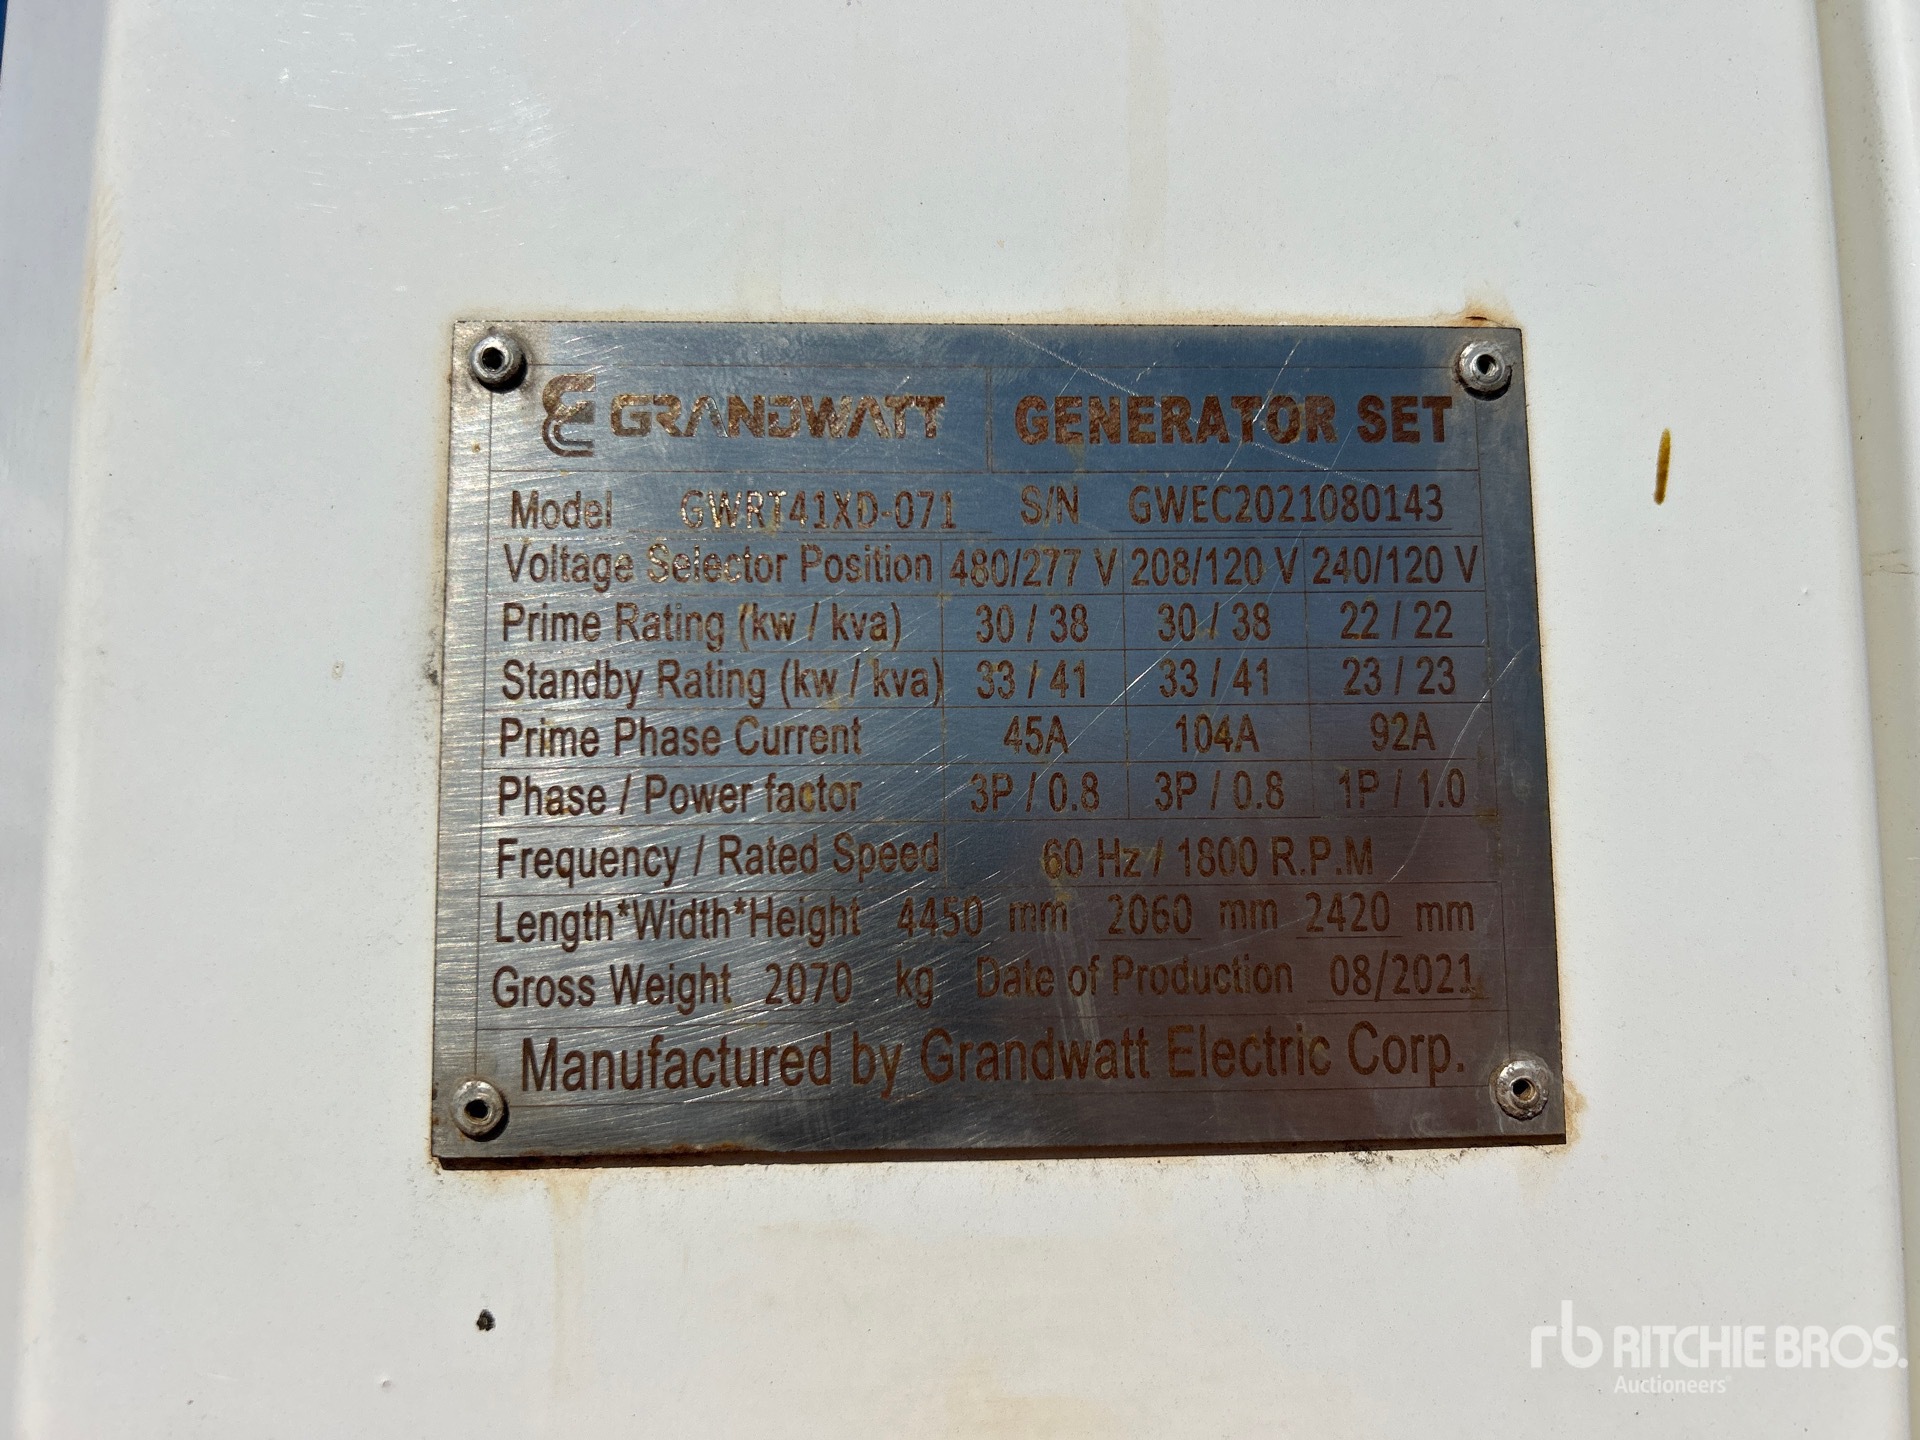 GRANDWATT GENERATOR SET
Model GWRT41XD-071 S/N GWEC2021080143
Voltage Selector Position 480/277 V 208/120 V 240/120 V
Prime Rating (kw / kva) 30 / 38 30 / 38 22 / 22
Standby Rating (kw / kva) 33 / 41 33 / 41 23 / 23
Prime Phase Current 45A 104A 92A
Phase / Power factor 3P / 0.8 3P / 0.8 1P / 1.0
Frequency / Rated Speed 60 Hz / 1800 R.P.M
Length*Width*Height 4450 mm 2060 mm 2420 mm
Gross Weight 2070 kg Date of Production 08/2021
Manufactured by Grandwatt Electric Corp.
rb RITCHIE BROS.
Auctioneers